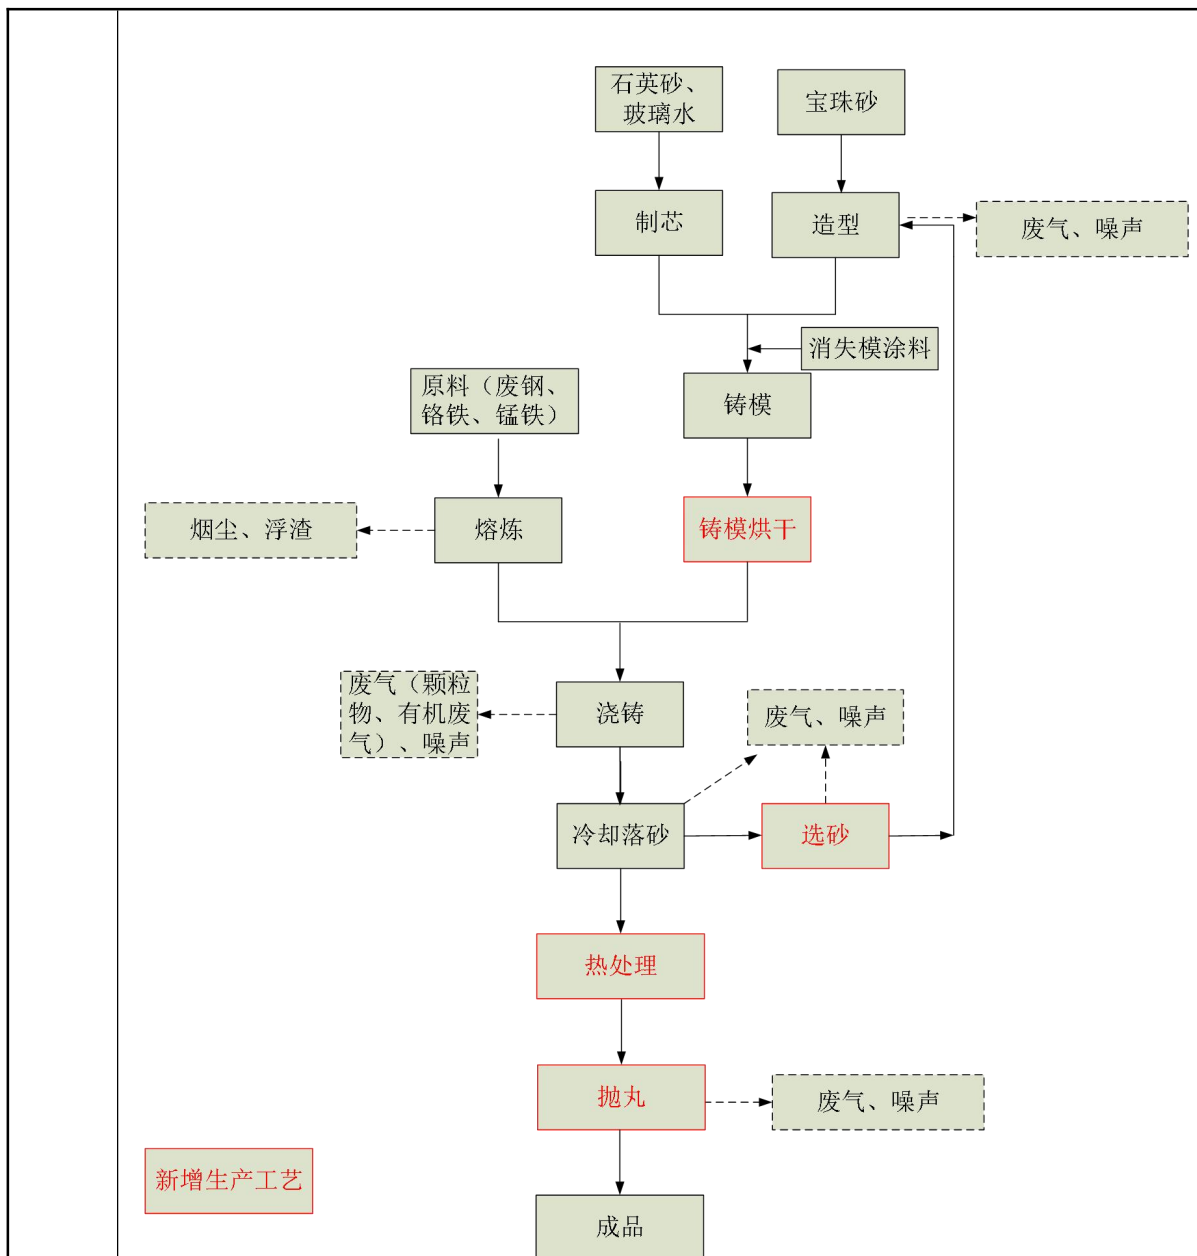 石英砂、
玻璃水
宝珠砂
制芯
造型
废气、噪声
消失模涂料
原料（废钢、
铬铁、锰铁）
铸模
烟尘、浮渣
熔炼
铸模烘干
废气（颗粒
物、有机废
气）、噪声
浇铸
废气、噪声
冷却落砂
选砂
热处理
抛丸
废气、噪声
新增生产工艺
成品